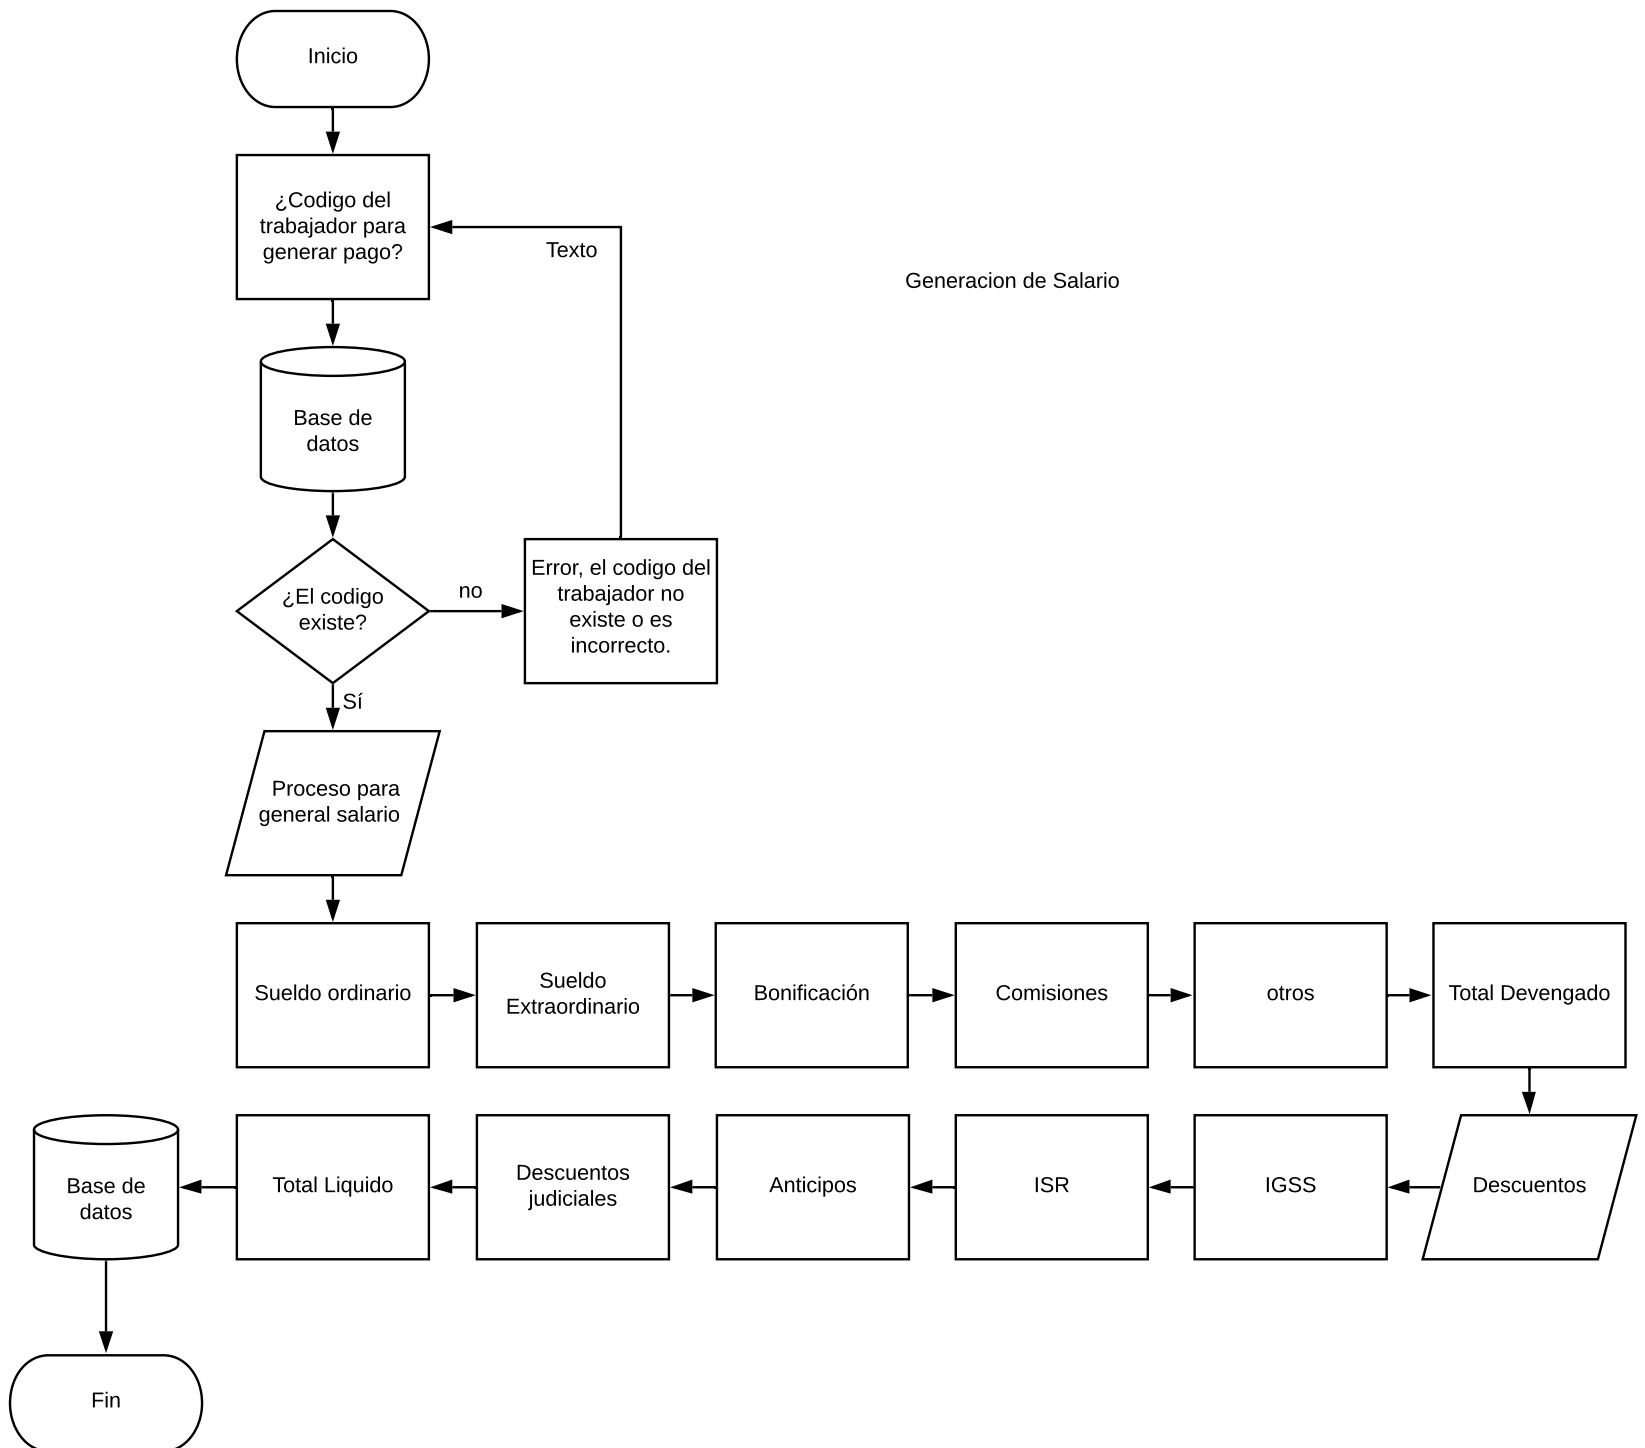 Inicio
¿Codigo del
trabajador para
generar pago?
Texto
Generacion de Salario
Base de
datos
¿El codigo
existe?
no
Error, el codigo del
trabajador no
existe o es
incorrecto.
Sí
Proceso para
general salario
Sueldo ordinario
Sueldo
Extraordinario
Bonificación
Comisiones
otros
Total Devengado
Base de
datos
Total Liquido
Descuentos
judiciales
Anticipos
ISR
IGSS
Descuentos
Fin